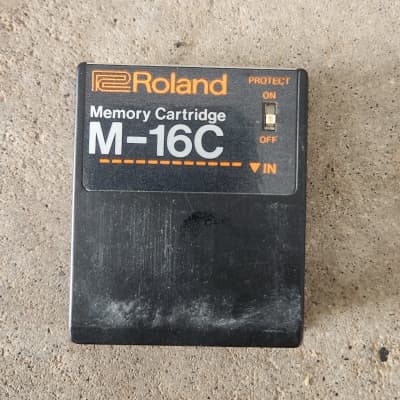 Roland
PROTECT
ON
Memory Cartridge
M-16C
OFF
▼IN